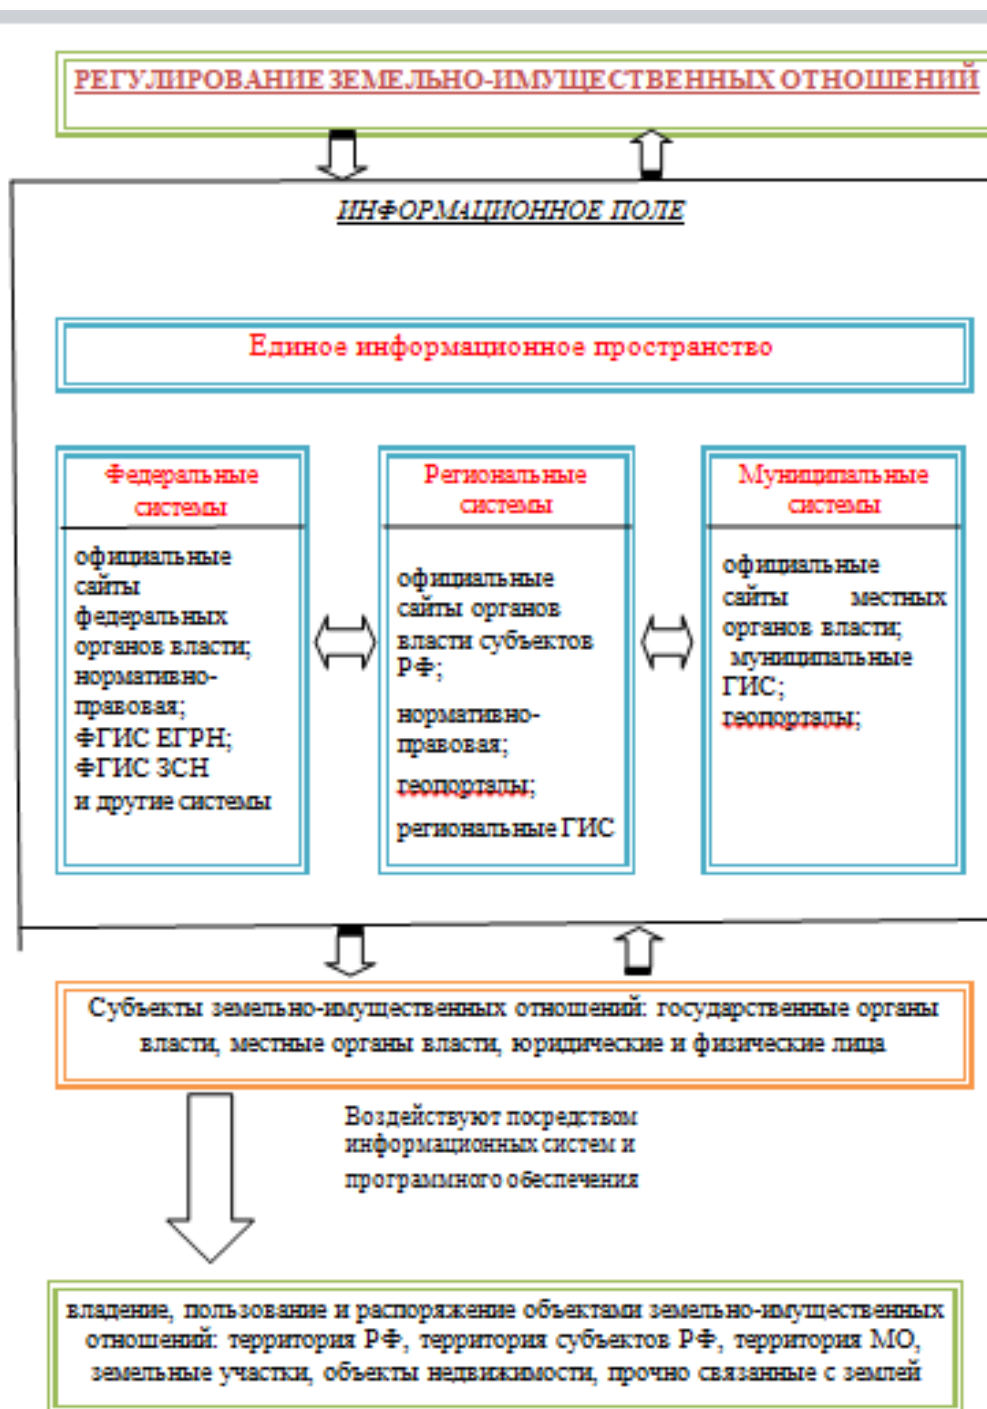 РЕГУЛИРОВАНИЕ ЗЕМЕЛЬНО-ИМУЩЕСТВЕННЫХ ОТНОШЕНИЙ
ИНФОРМАЦИОННОЕ ПОЛЕ
Единое информационное пространство
Федеральные
системы
официальные
сайты
федеральных
органов власти;
нормативно-
правовая;
ФГИС ЕГРН;
ФГИС ЗСН
и другие системы
Региональные
системы
официальные
сайты органов
власти субъектов
РФ;
нормативно-
правовая;
геопорталы;
региональные ГИС
Муниципальные
системы
официальные
сайты местных
органов власти;
муниципальные
ГИС;
геопорталы;
Субъекты земельно-имущественных отношений: государственные органы
власти, местные органы власти, юридические и физические лица
Воздействуют посредством
информационных систем и
программного обеспечения
владение, пользование и распоряжение объектами земельно-имущественных
отношений: территория РФ, территория субъектов РФ, территория МО,
земельные участки, объекты недвижимости, прочно связанные с землей